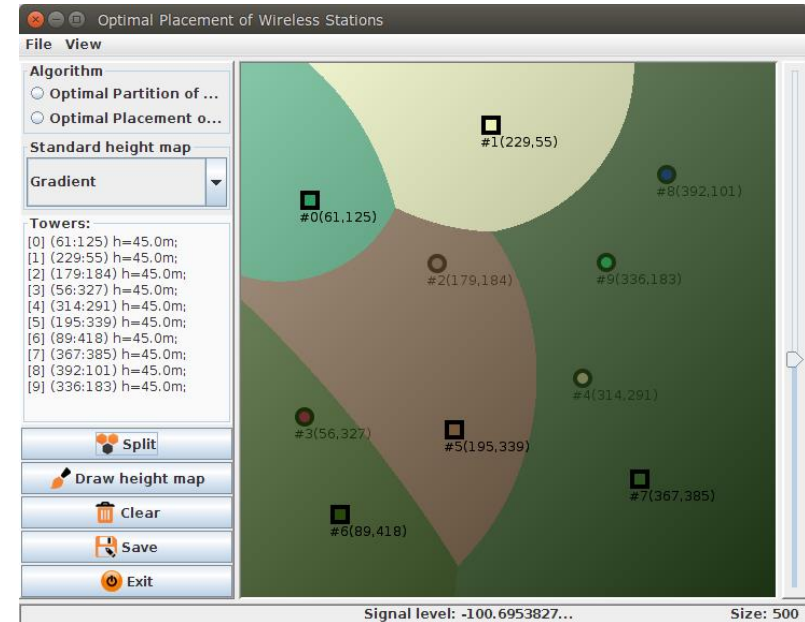 Optimal Placement of Wireless Stations
File View
Algorithm
Optimal Partition of ...
Optimal Placement o...
Standard height map
Gradient
Towers:
[0] (61:125) h=45.0m;
[1] (229:55) h=45.0m;
[2] (179:184) h=45.0m;
[3] (56:327) h=45.0m;
[4] (314:291) h=45.0m;
[5] (195:339) h=45.0m;
[6] (89:418) h=45.0m;
[7] (367:385) h=45.0m;
[8] (392:101) h=45.0m;
[9] (336:183) h=45.0m;
Split
Draw height map
Clear
Save
Exit
#1(229,55)
#8(392,101)
#0(61,125)
#2(179,184)
#9(336,183)
#4(314,291)
#3(56,327)
#5(195,339)
#7(367,385)
#6(89,418)
Signal level: -100.6953827...
Size: 500